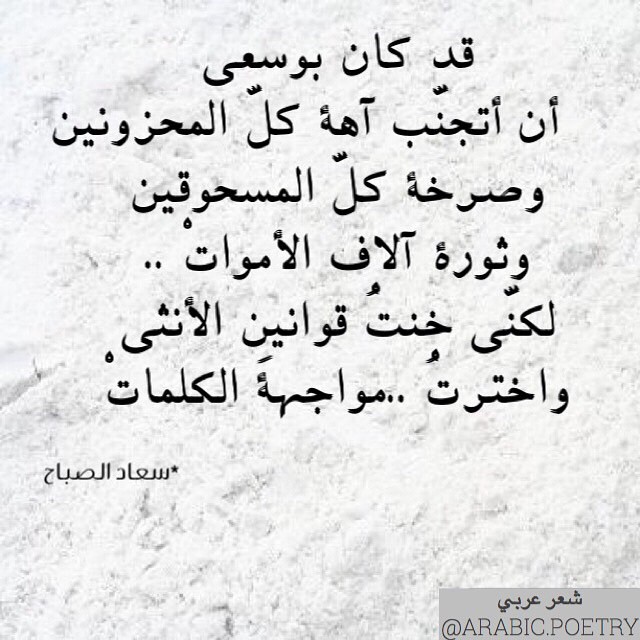 قد كان بوسعى
أن أتجنّب آهة كلّ المحزونين
وصرخة كلّ المسحوقين
وثورة آلاف الأمواتْ ..
لكنّى خنتُ قوانين الأنثى
واخترتُ ..مواجهةَ الكلماتْ
*سعاد الصباح
شعر عربي
@ARABIC.POETRY